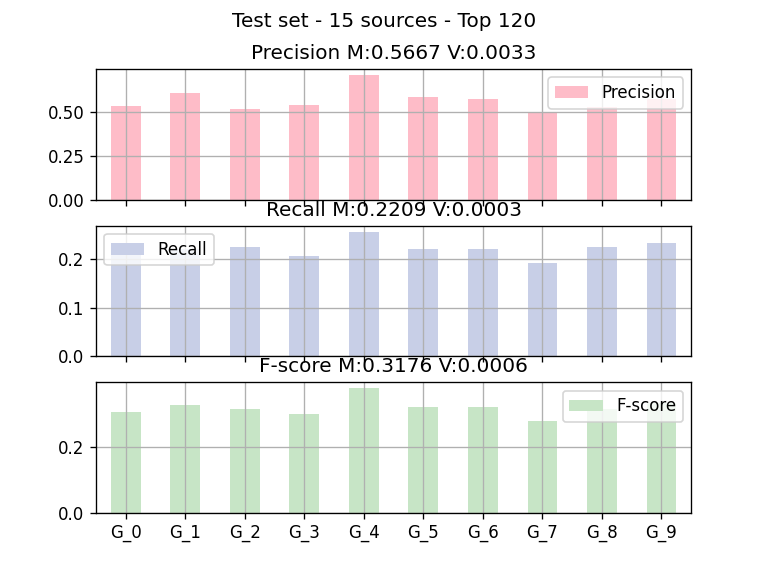 Test set - 15 sources - Top 120
Precision M:0.5667 V:0.0033
Precision
0.50
0.25
0.00
Recall M:0.2209 V:0.0003
Recall
0.2
0.1
0.0
F-score M:0.3176 V:0.0006
F-score
0.2
0.0
G_0 G_1 G_2 G_3 G_4 G_5 G_6 G_7 G_8 G_9